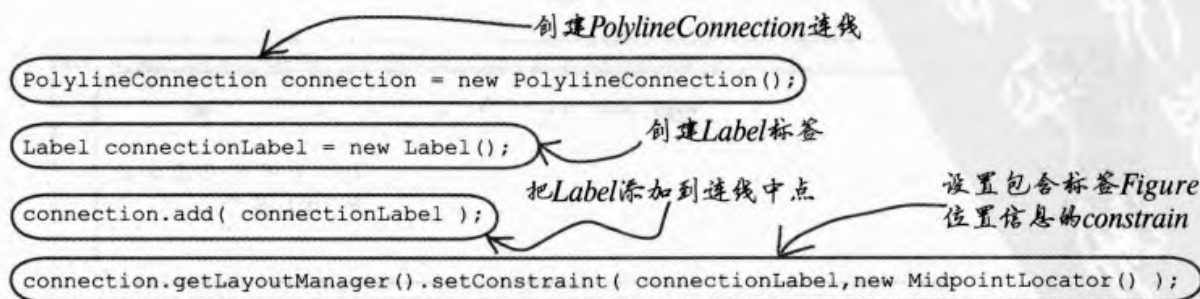 创建PolylineConnection连线
PolylineConnection connection = new PolylineConnection();
创建Label标签
Label connectionLabel = new Label();
把Label添加到连线中点
设置包含标签Figure
位置信息的constrain
connection.add( connectionLabel );
connection.getLayoutManager().setConstraint( connectionLabel,new MidpointLocator() );